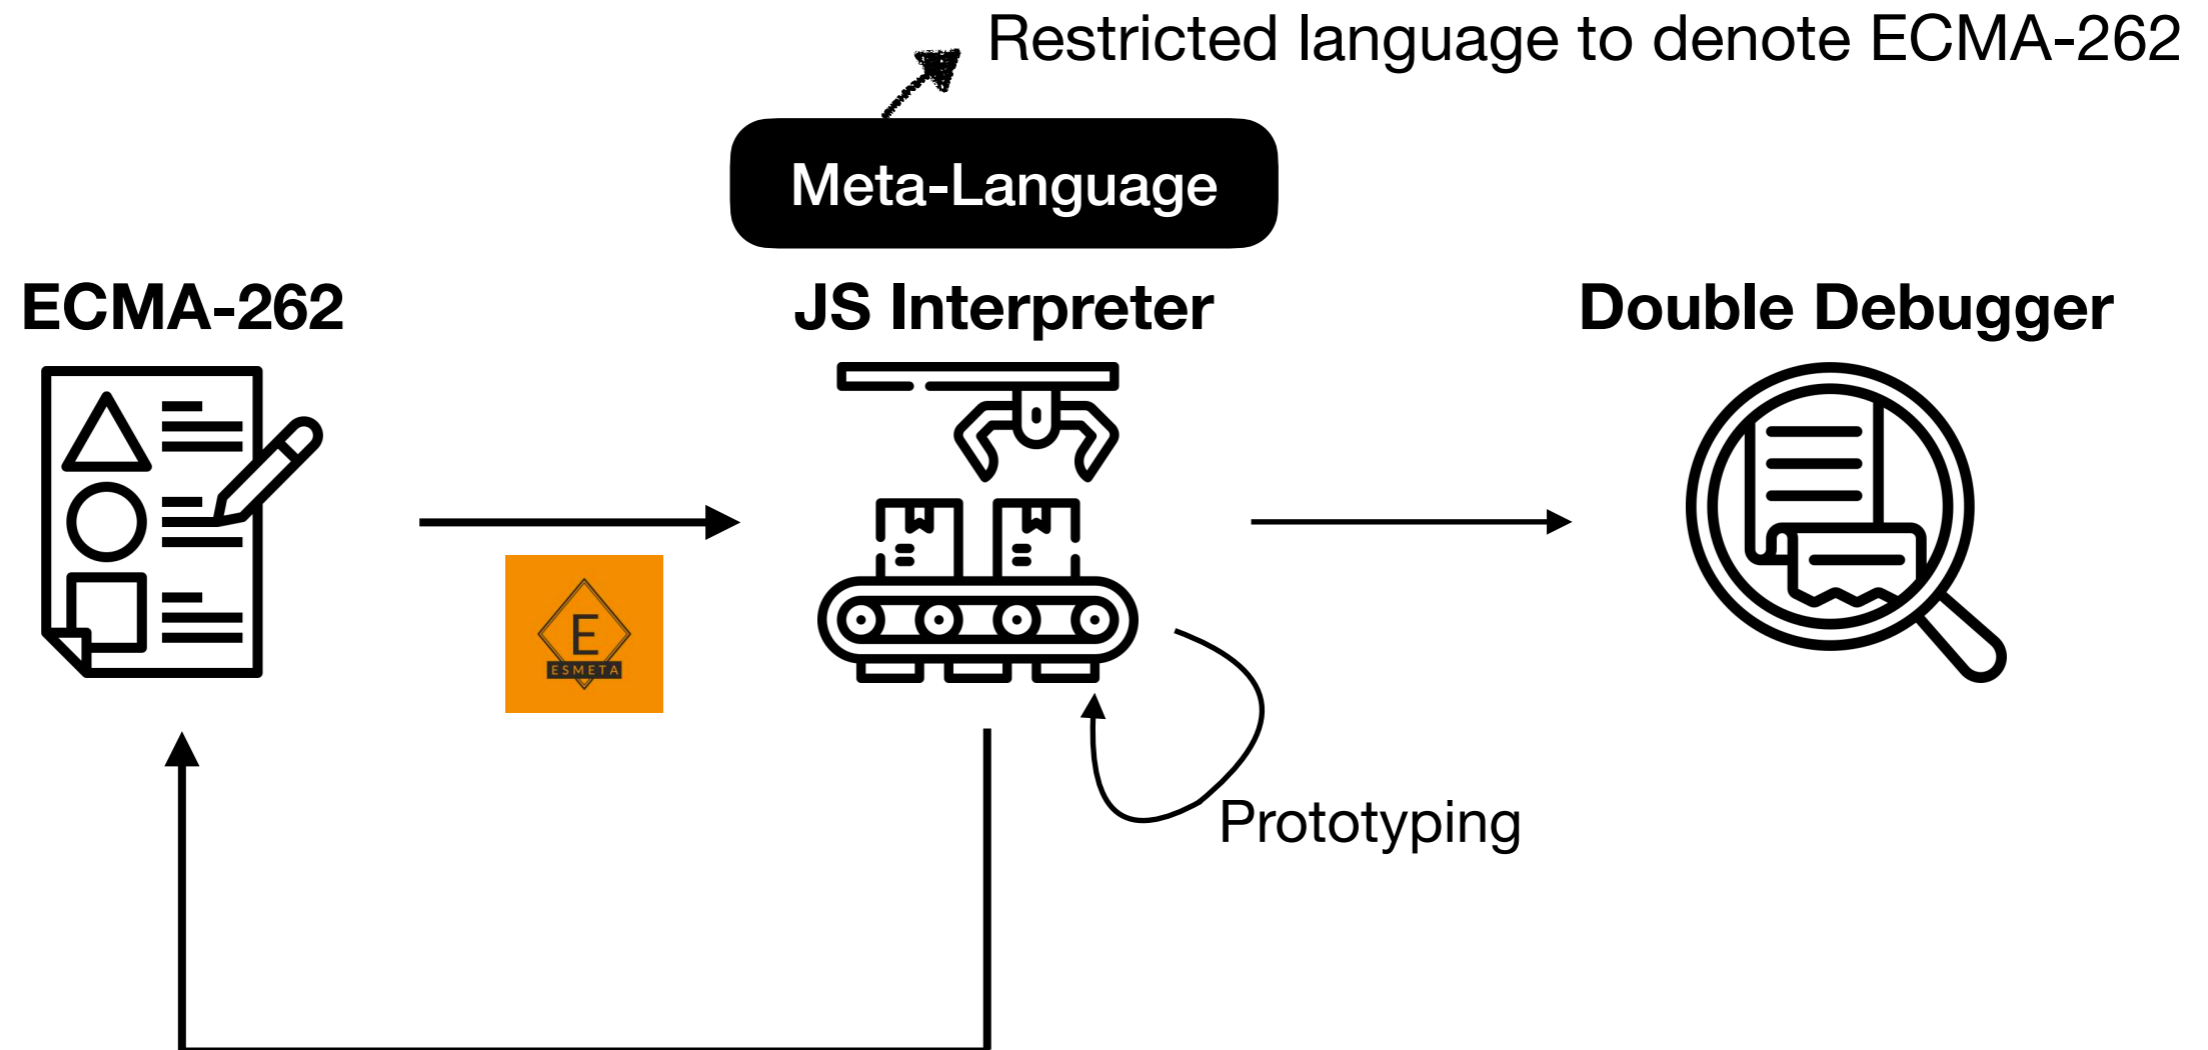 Restricted language to denote ECMA-262
Meta-Language
ECMA-262
JS Interpreter
Double Debugger
E
ESMETA
Prototyping